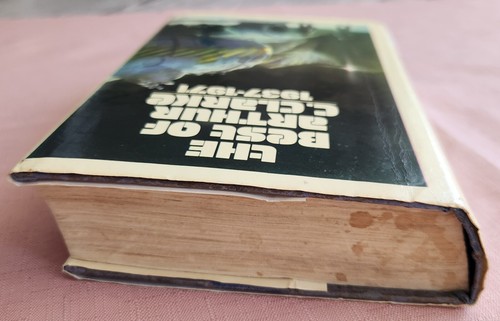 the
Best of
ARTHUR
C. CLARKE
1937-1971